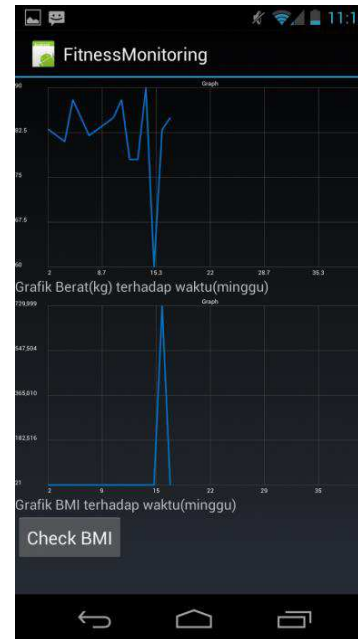 11:1
FitnessMonitoring
Graph
90
82.5
75
67.5
60
2 8.7 15.3 22 28.7 35.3
Grafik Berat(kg) terhadap waktu(minggu)
Graph
729,999
547,504
365,010
182,516
21
2 9 15 22 29 35
Grafik BMI terhadap waktu(minggu)
Check BMI